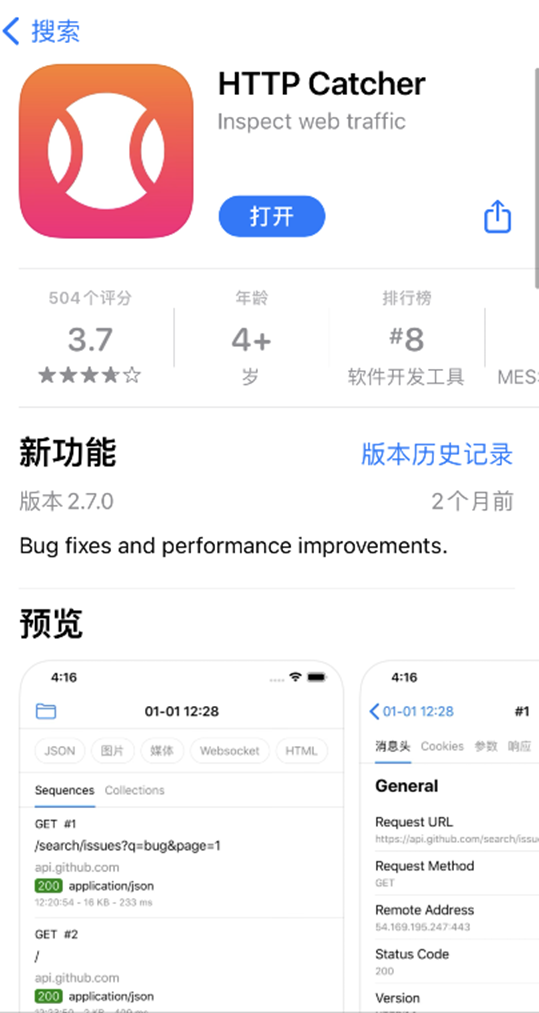 搜索
HTTP Catcher
Inspect web traffic
打开
504个评分 年龄 排行榜
3.7 4+ #8
岁 软件开发工具 MES
新功能 版本历史记录
版本 2.7.0 2个月前
Bug fixes and performance improvements.
预览
4:16
01-01 12:28
JSON 图片 媒体 Websocket HTML
Sequences Collections
GET #1
/search/issues?q=bug&page=1
api.github.com
200 application/json
12:20:54 - 16 KB - 233 ms
GET #2
/
api.github.com
200 application/json
4:16
01-01 12:28 #1
消息头 Cookies 参数 响应
General
Request URL
https://api.github.com/search/issu
Request Method
GET
Remote Address
54.169.195.247:443
Status Code
200
Version